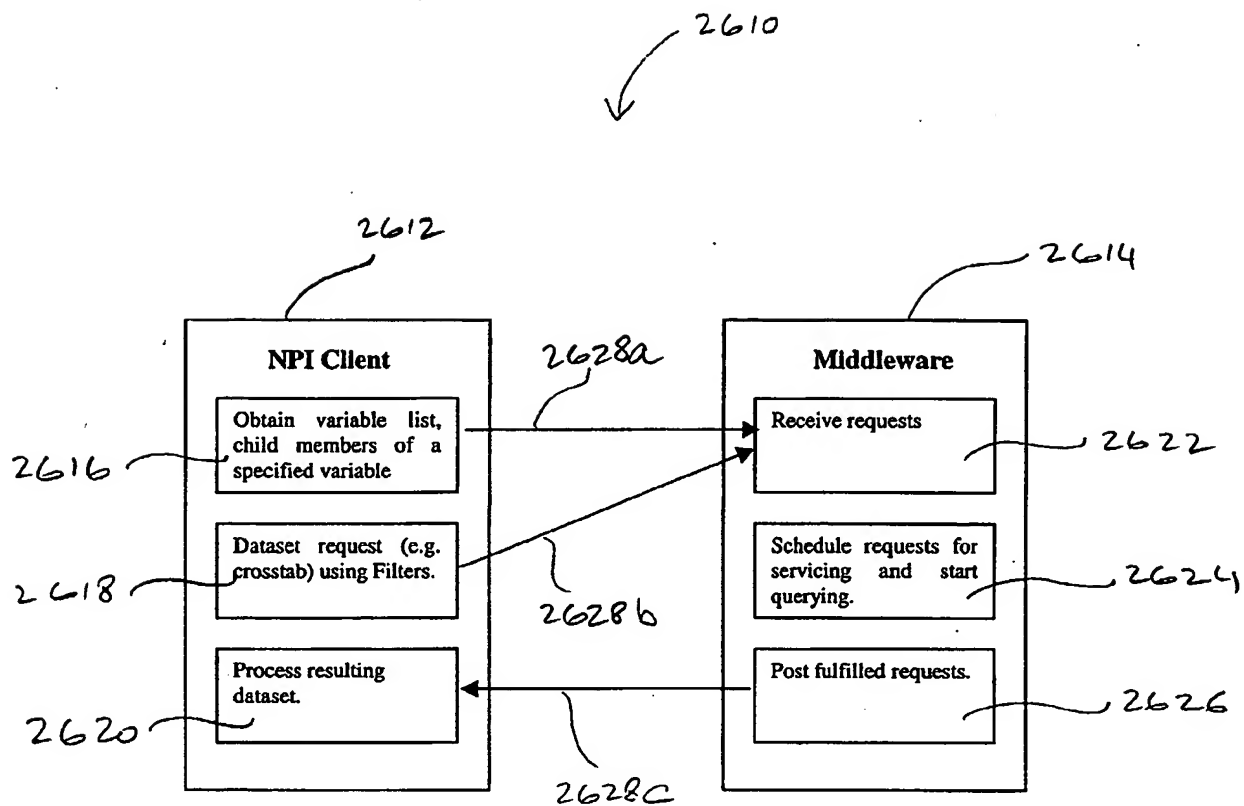 2610
2612
2614
NPI Client
2628a
Middleware
Obtain variable list,
child members of a
specified variable
Receive requests
2616
2622
Dataset request (e.g.
crosstab) using Filters.
Schedule requests for
servicing and start
querying.
2618
2624
2628b
Process resulting
dataset.
Post fulfilled requests.
2620
2626
2628c